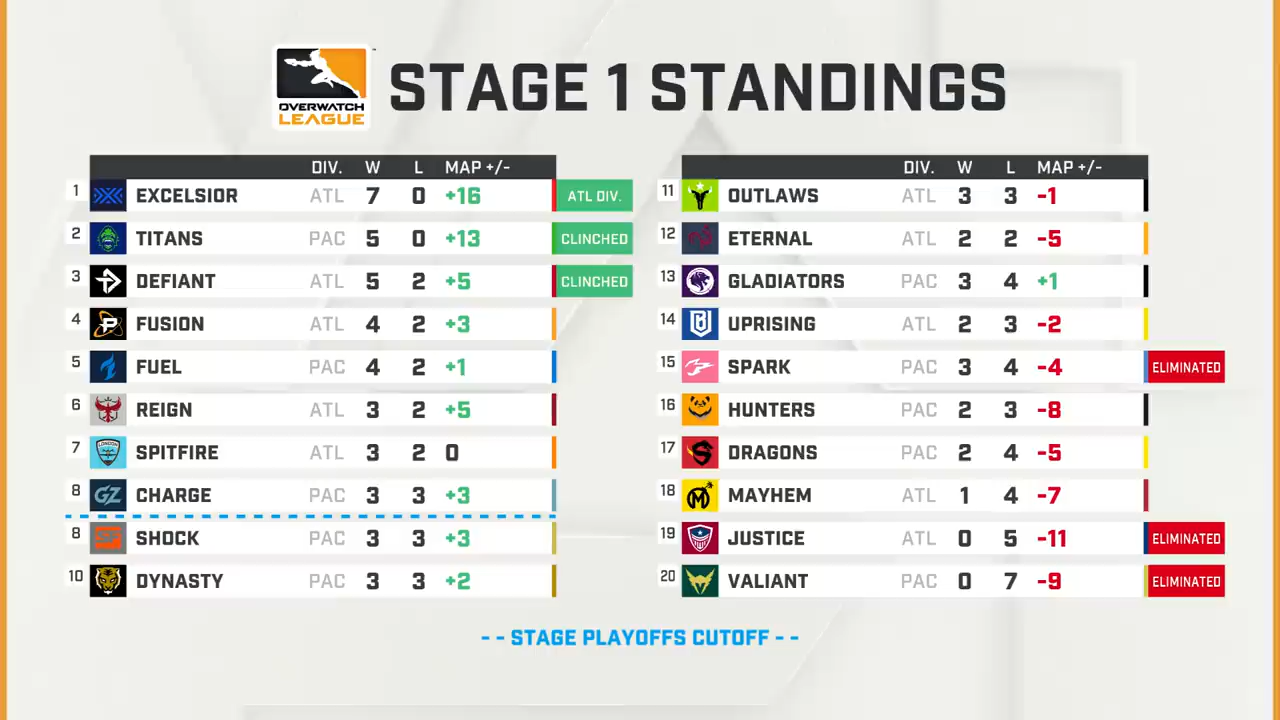 OVERWATCH
LEAGUE
STAGE 1 STANDINGS
DIV. W L MAP +/-
1 EXCELSIOR ATL 7 0 +16 ATL DIV.
2 TITANS PAC 5 0 +13 CLINCHED
3 DEFIANT ATL 5 2 +5 CLINCHED
4 FUSION ATL 4 2 +3
5 FUEL PAC 4 2 +1
6 REIGN ATL 3 2 +5
7 SPITFIRE ATL 3 2 0
8 CHARGE PAC 3 3 +3
8 SHOCK PAC 3 3 +3
10 DYNASTY PAC 3 3 +2
DIV. W L MAP +/-
11 OUTLAWS ATL 3 3 -1
12 ETERNAL ATL 2 2 -5
13 GLADIATORS PAC 3 4 +1
14 UPRISING ATL 2 3 -2
15 SPARK PAC 3 4 -4 ELIMINATED
16 HUNTERS PAC 2 3 -8
17 DRAGONS PAC 2 4 -5
18 MAYHEM ATL 1 4 -7
19 JUSTICE ATL 0 5 -11 ELIMINATED
20 VALIANT PAC 0 7 -9 ELIMINATED
- - STAGE PLAYOFFS CUTOFF - -